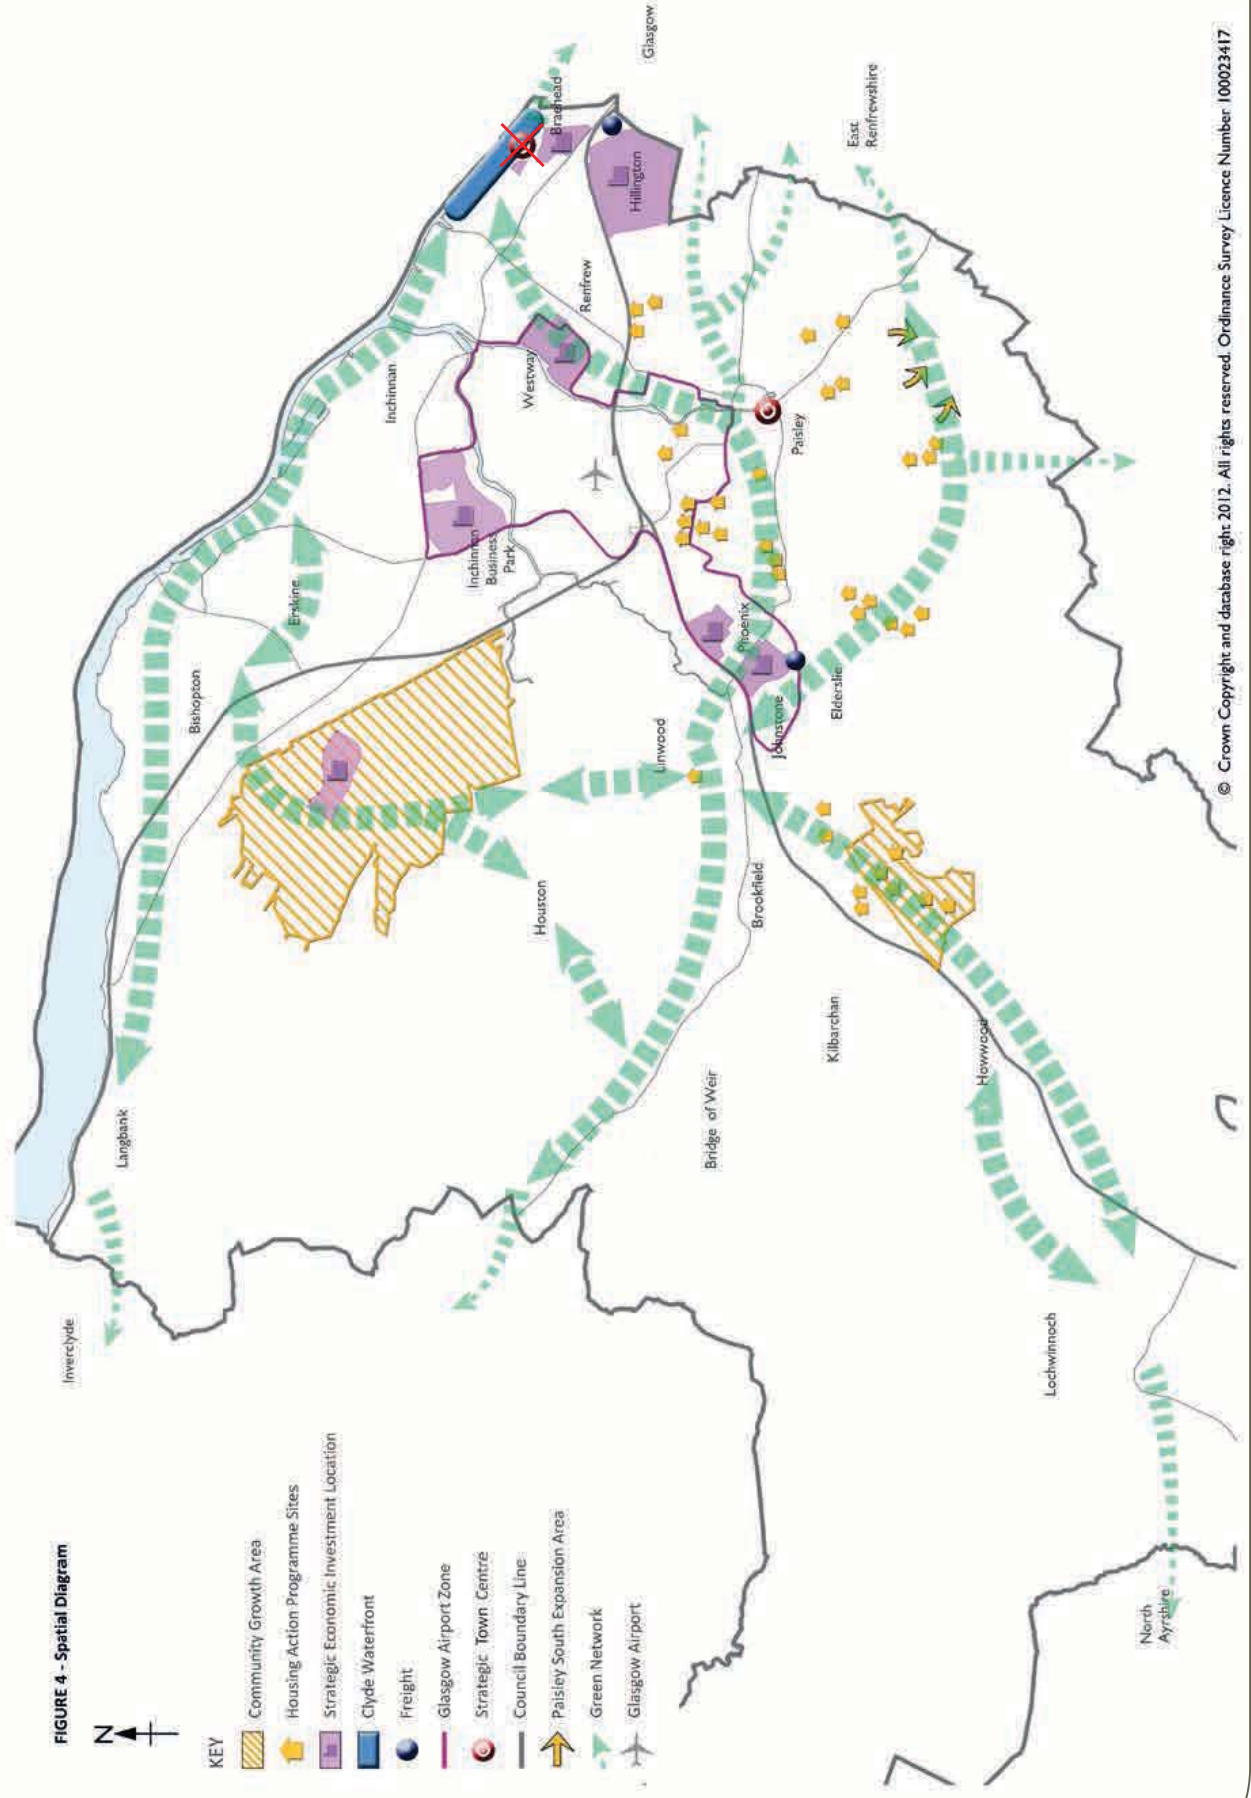 FIGURE 4 - Spatial Diagram
N
KEY
Community Growth Area
Housing Action Programme Sites
Strategic Economic Investment Location
Clyde Waterfront
Freight
Glasgow Airport Zone
Strategic Town Centre
Council Boundary Line
Paisley South Expansion Area
Green Network
Glasgow Airport
Inverclyde
Langbank
Bishopton
Erskine
Inchinnan
Inchinnan
Business
Park
Westway
Renfrew
Braehead
Glasgow
Hillington
East
Renfrewshire
Paisley
Phoenix
Linwood
Johnstone
Elderslie
Houston
Brookfield
Bridge of Weir
Kilbarchan
Howwood
Lochwinnoch
North
Ayrshire
© Crown Copyright and database right 2012. All rights reserved. Ordinance Survey Licence Number 100023417